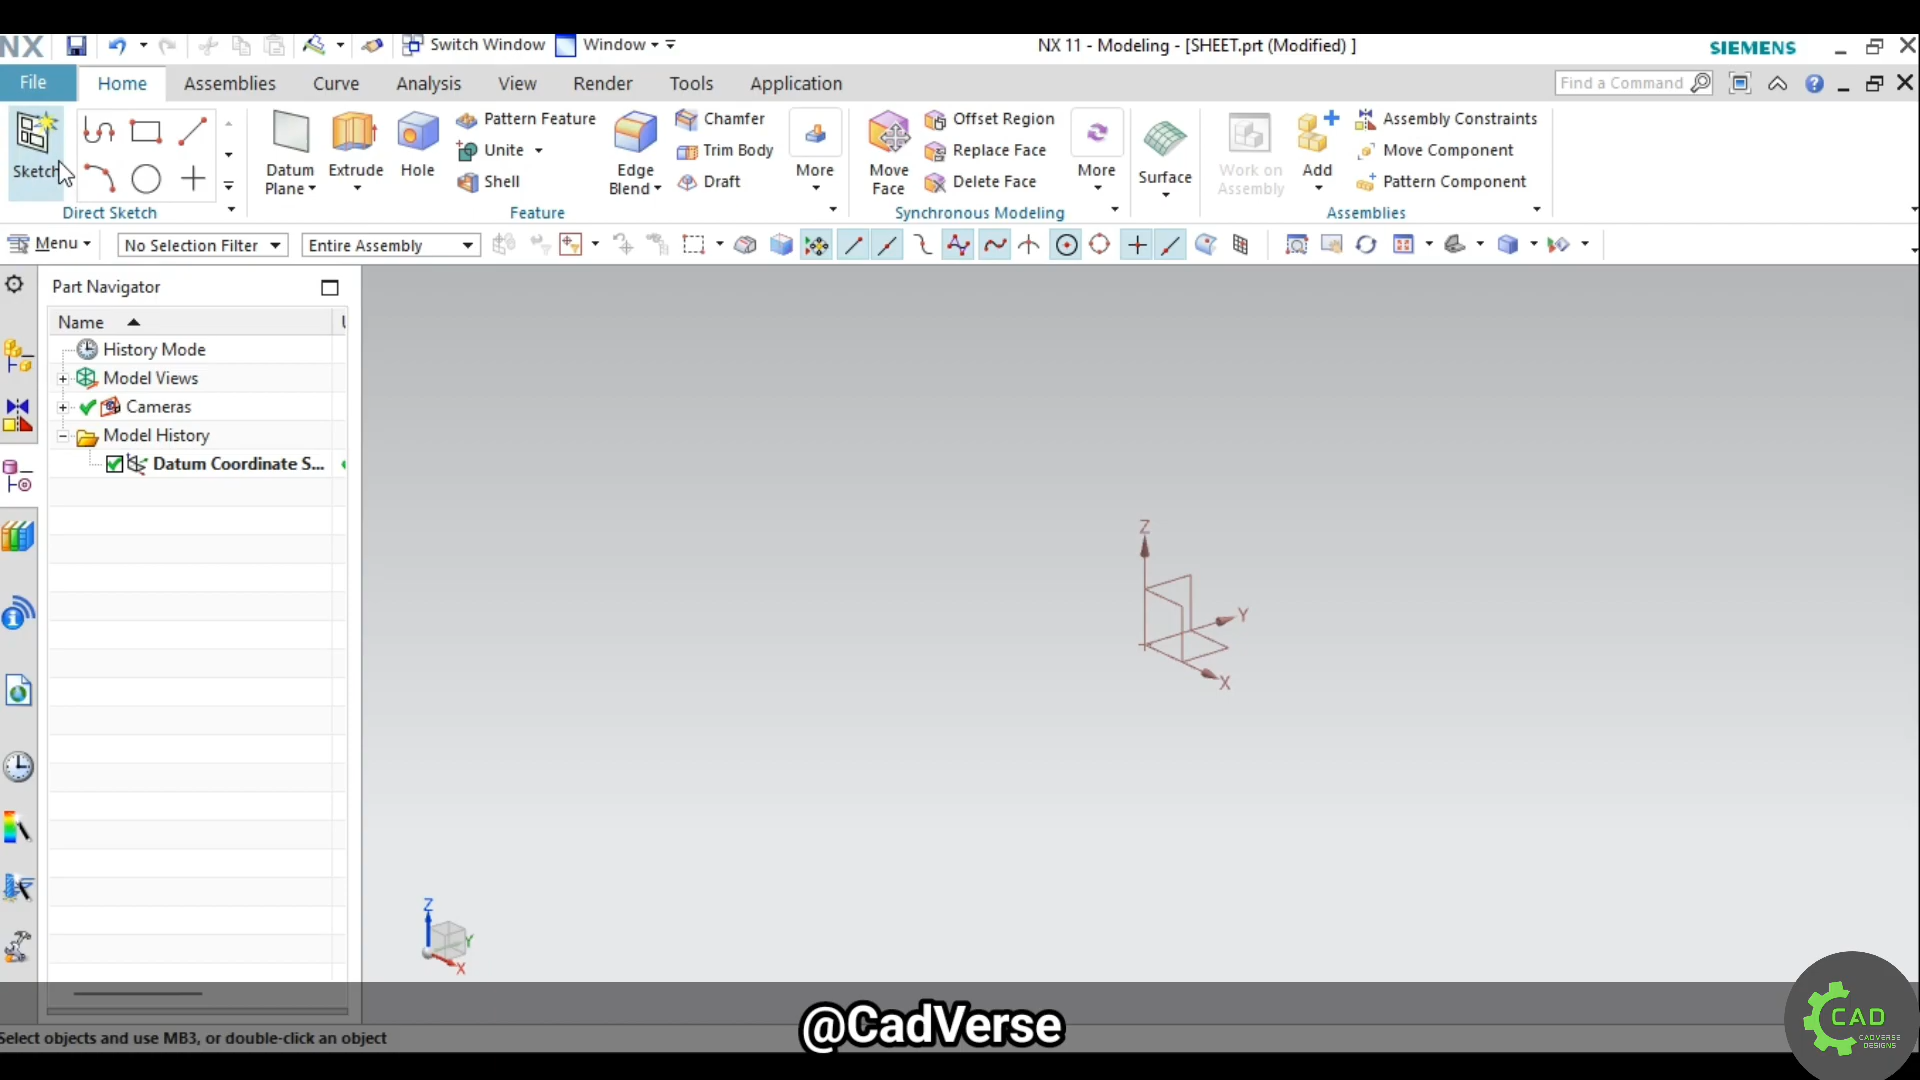 NX
Switch Window
Window
NX 11 - Modeling - [SHEET.prt (Modified) ]
SIEMENS
File
Home
Assemblies
Curve
Analysis
View
Render
Tools
Application
Find a Command
Sketch
Direct Sketch
Datum Plane
Extrude
Hole
Pattern Feature
Unite
Shell
Edge Blend
Chamfer
Trim Body
Draft
More
Feature
Move Face
Offset Region
Replace Face
Delete Face
More
Synchronous Modeling
Surface
Work on Assembly
Add
Assembly Constraints
Move Component
Pattern Component
Assemblies
Menu
No Selection Filter
Entire Assembly
Part Navigator
Name
History Mode
Model Views
Cameras
Model History
Datum Coordinate S...
Z
Y
X
Z
Y
X
@CadVerse
CAD
CADVERSE
DESIGNS
Select objects and use MB3, or double-click an object